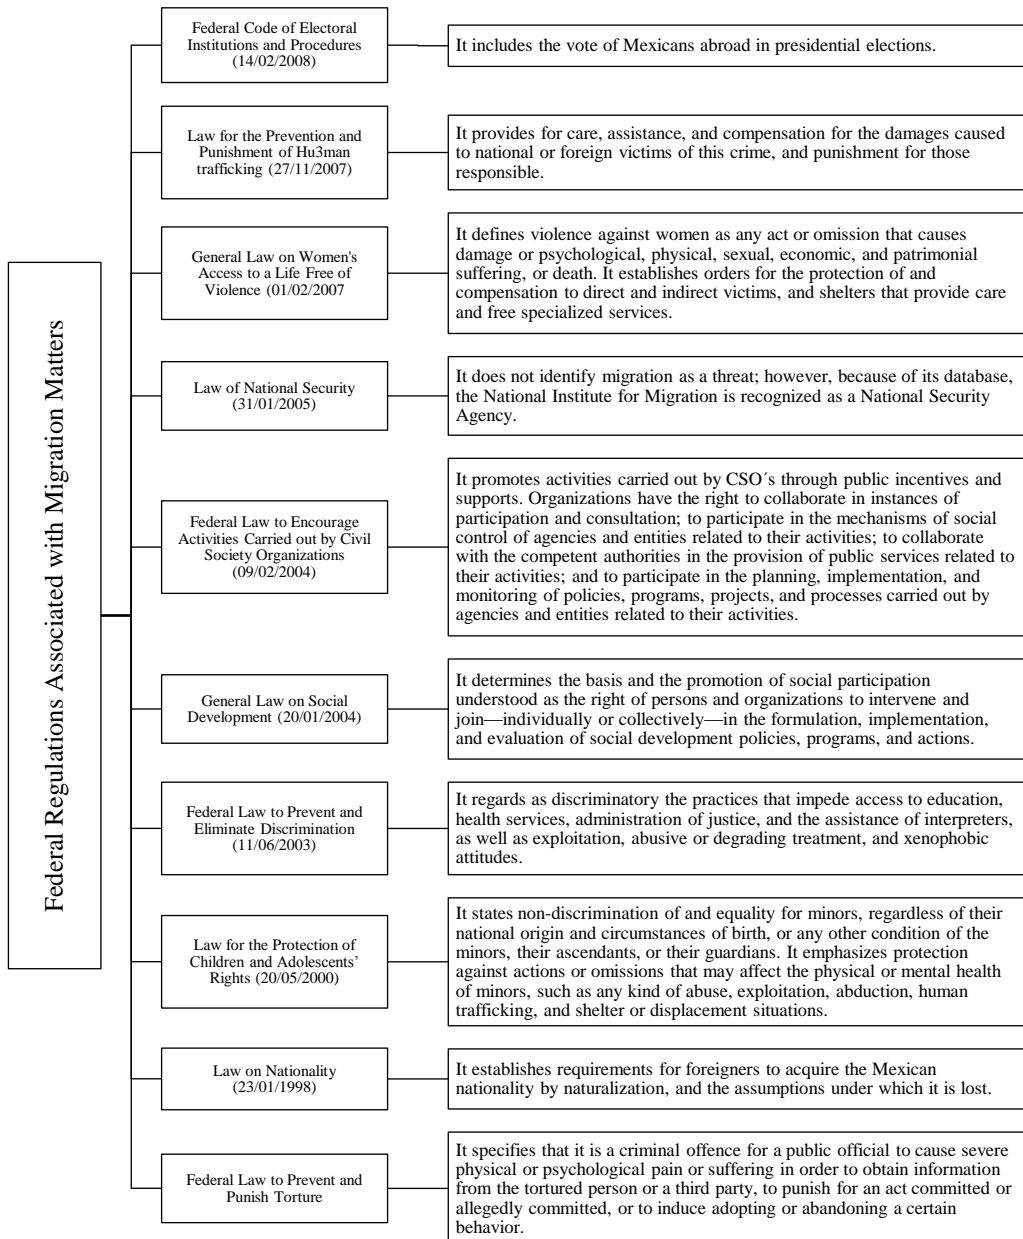 Federal Regulations Associated with Migration Matters
Federal Code of Electoral
Institutions and Procedures
(14/02/2008)
It includes the vote of Mexicans abroad in presidential elections.
Law for the Prevention and
Punishment of Hu3man
trafficking (27/11/2007)
It provides for care, assistance, and compensation for the damages caused
to national or foreign victims of this crime, and punishment for those
responsible.
General Law on Women's
Access to a Life Free of
Violence (01/02/2007
It defines violence against women as any act or omission that causes
damage or psychological, physical, sexual, economic, and patrimonial
suffering, or death. It establishes orders for the protection of and
compensation to direct and indirect victims, and shelters that provide care
and free specialized services.
Law of National Security
(31/01/2005)
It does not identify migration as a threat; however, because of its database,
the National Institute for Migration is recognized as a National Security
Agency.
Federal Law to Encourage
Activities Carried out by Civil
Society Organizations
(09/02/2004)
It promotes activities carried out by CSO´s through public incentives and
supports. Organizations have the right to collaborate in instances of
participation and consultation; to participate in the mechanisms of social
control of agencies and entities related to their activities; to collaborate
with the competent authorities in the provision of public services related to
their activities; and to participate in the planning, implementation, and
monitoring of policies, programs, projects, and processes carried out by
agencies and entities related to their activities.
General Law on Social
Development (20/01/2004)
It determines the basis and the promotion of social participation
understood as the right of persons and organizations to intervene and
join—individually or collectively—in the formulation, implementation,
and evaluation of social development policies, programs, and actions.
Federal Law to Prevent and
Eliminate Discrimination
(11/06/2003)
It regards as discriminatory the practices that impede access to education,
health services, administration of justice, and the assistance of interpreters,
as well as exploitation, abusive or degrading treatment, and xenophobic
attitudes.
Law for the Protection of
Children and Adolescents’
Rights (20/05/2000)
It states non-discrimination of and equality for minors, regardless of their
national origin and circumstances of birth, or any other condition of the
minors, their ascendants, or their guardians. It emphasizes protection
against actions or omissions that may affect the physical or mental health
of minors, such as any kind of abuse, exploitation, abduction, human
trafficking, and shelter or displacement situations.
Law on Nationality
(23/01/1998)
It establishes requirements for foreigners to acquire the Mexican
nationality by naturalization, and the assumptions under which it is lost.
Federal Law to Prevent and
Punish Torture
It specifies that it is a criminal offence for a public official to cause severe
physical or psychological pain or suffering in order to obtain information
from the tortured person or a third party, to punish for an act committed or
allegedly committed, or to induce adopting or abandoning a certain
behavior.